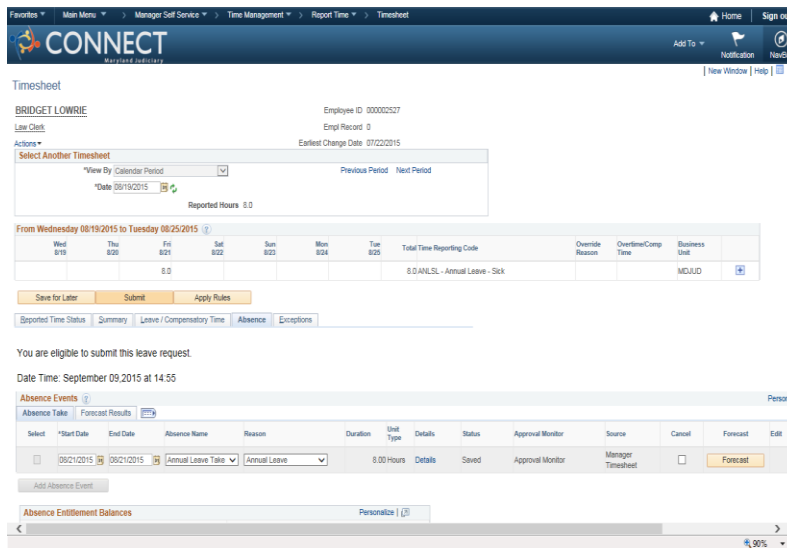 Favorites Main Menu > Manager Self Service > Time Management > Report Time > Timesheet Home Sign ou
CONNECT
Maryland Judiciary
Add To Notification NavB
New Window | Help |
Timesheet
BRIDGET LOWRIE Employee ID 000002527
Law Clerk Empl Record 0
Actions Earliest Change Date 07/22/2015
Select Another Timesheet
*View By Calendar Period Previous Period Next Period
*Date 08/19/2015
Reported Hours 8.0
From Wednesday 08/19/2015 to Tuesday 08/25/2015
Wed Thu Fri Sat Sun Mon Tue Total Time Reporting Code Override Overtime/Comp Business
8/19 8/20 8/21 8/22 8/23 8/24 8/25 Reason Time Unit
8.0 8.0 ANLSL - Annual Leave - Sick MDJUD
Save for Later Submit Apply Rules
Reported Time Status Summary Leave / Compensatory Time Absence Exceptions
You are eligible to submit this leave request.
Date Time: September 09,2015 at 14:55
Absence Events Person
Absence Take Forecast Results
Select *Start Date End Date Absence Name Reason Duration Unit Type Details Status Approval Monitor Source Cancel Forecast Edit
08/21/2015 08/21/2015 Annual Leave Take Annual Leave 8.00 Hours Details Saved Approval Monitor Manager Timesheet Forecast
Add Absence Event
Absence Entitlement Balances Personalize |
90%